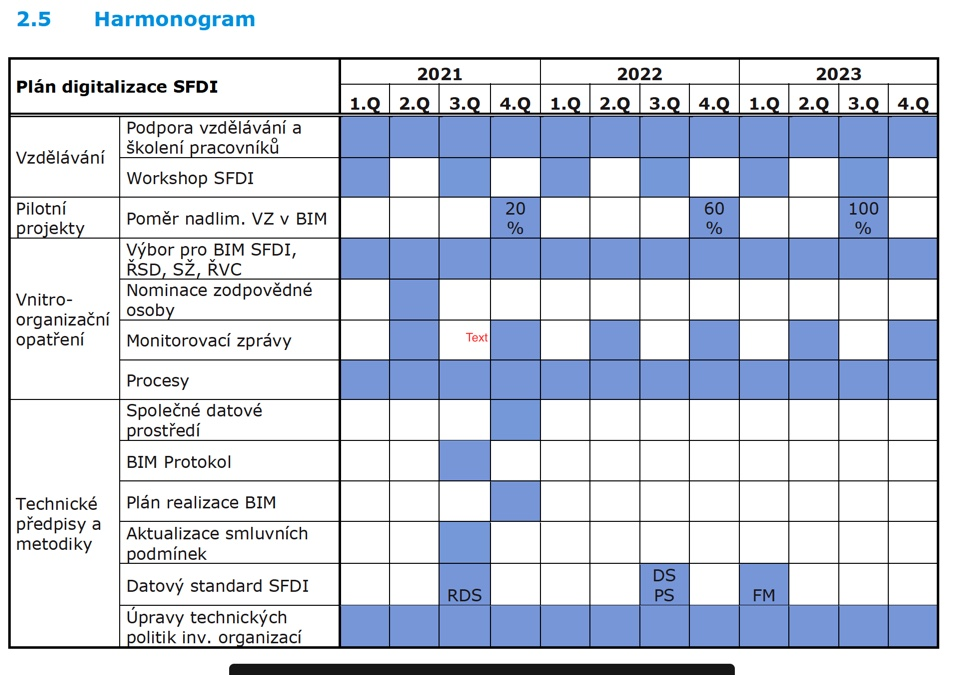 2.5 Harmonogram
Plán digitalizace SFDI
2021 2022 2023
1.Q 2.Q 3.Q 4.Q 1.Q 2.Q 3.Q 4.Q 1.Q 2.Q 3.Q 4.Q
Vzdělávání
Podpora vzdělávání a
školení pracovníků
Workshop SFDI
Pilotní
projekty
Poměr nadlim. VZ v BIM
20
%
60
%
100
%
Vnitro-
organizační
opatření
Výbor pro BIM SFDI,
ŘSD, SŽ, ŘVC
Nominace zodpovědné
osoby
Monitorovací zprávy
Text
Procesy
Technické
předpisy a
metodiky
Společné datové
prostředí
BIM Protokol
Plán realizace BIM
Aktualizace smluvních
podmínek
Datový standard SFDI
RDS
DS
PS
FM
Úpravy technických
politik inv. organizací